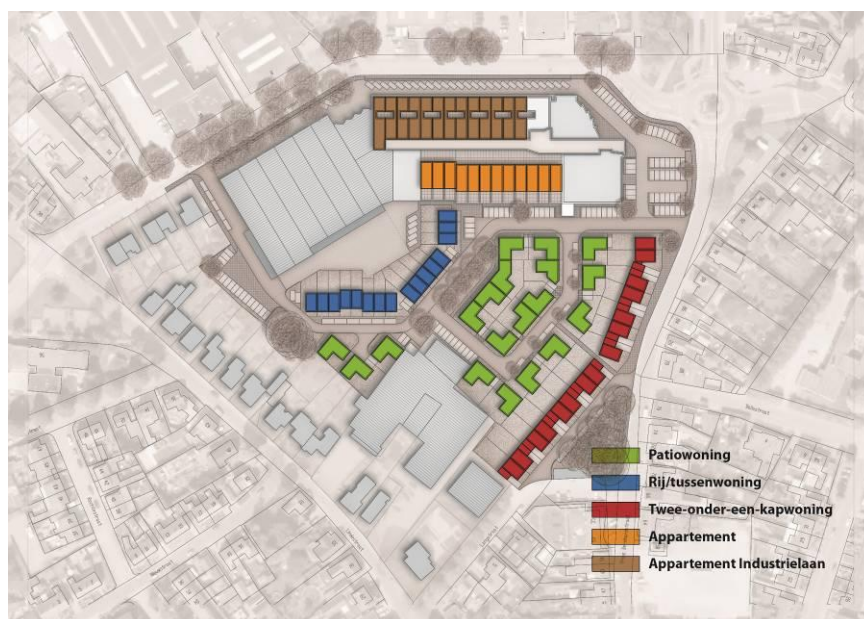 Patiowoning
Rij/tussenwoning
Twee-onder-een-kapwoning
Appartement
Appartement Industrielaan